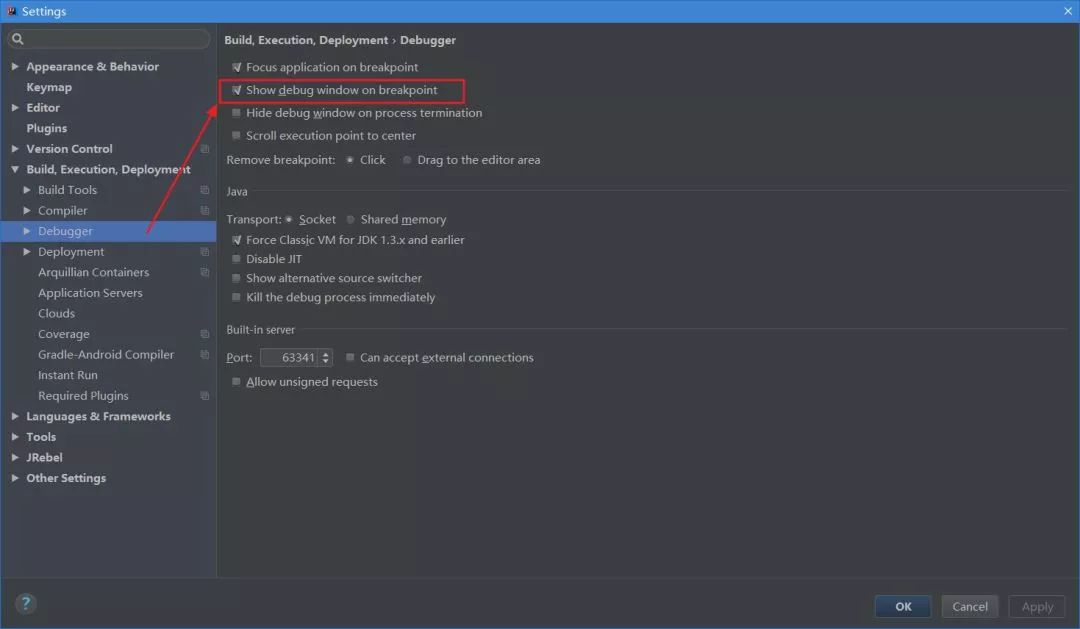 Settings
Appearance & Behavior
Keymap
Editor
Plugins
Version Control
Build, Execution, Deployment
Build Tools
Compiler
Debugger
Deployment
Arquillian Containers
Application Servers
Clouds
Coverage
Gradle-Android Compiler
Instant Run
Required Plugins
Languages & Frameworks
Tools
JRebel
Other Settings
Build, Execution, Deployment › Debugger
Focus application on breakpoint
Show debug window on breakpoint
Hide debug window on process termination
Scroll execution point to center
Remove breakpoint: Click Drag to the editor area
Java
Transport: Socket Shared memory
Force Classic VM for JDK 1.3.x and earlier
Disable JIT
Show alternative source switcher
Kill the debug process immediately
Built-in server
Port: 63341 Can accept external connections
Allow unsigned requests
?
OK Cancel Apply